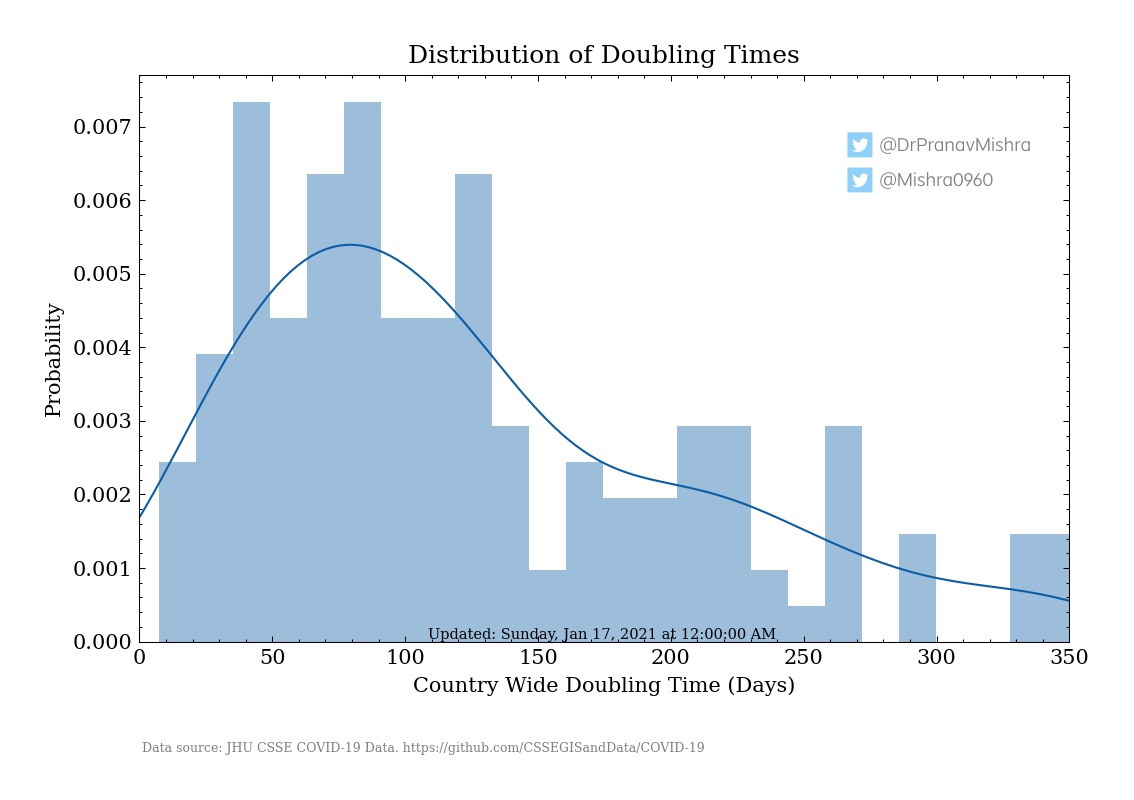 Distribution of Doubling Times
@DrPranavMishra
@Mishra0960
Probability
0.007
0.006
0.005
0.004
0.003
0.002
0.001
0.000
Updated: Sunday, Jan 17, 2021 at 12:00:00 AM
0 50 100 150 200 250 300 350
Country Wide Doubling Time (Days)
Data source: JHU CSSE COVID-19 Data. https://github.com/CSSEGISandData/COVID-19